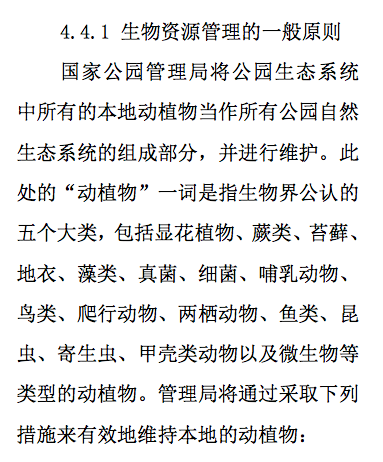 4.4.1 生物资源管理的一般原则
国家公园管理局将公园生态系统
中所有的本地动植物当作所有公园自然
生态系统的组成部分，并进行维护。此
处的“动植物”一词是指生物界公认的
五个大类，包括显花植物、蕨类、苔藓、
地衣、藻类、真菌、细菌、哺乳动物、
鸟类、爬行动物、两栖动物、鱼类、昆
虫、寄生虫、甲壳类动物以及微生物等
类型的动植物。管理局将通过采取下列
措施来有效地维持本地的动植物：